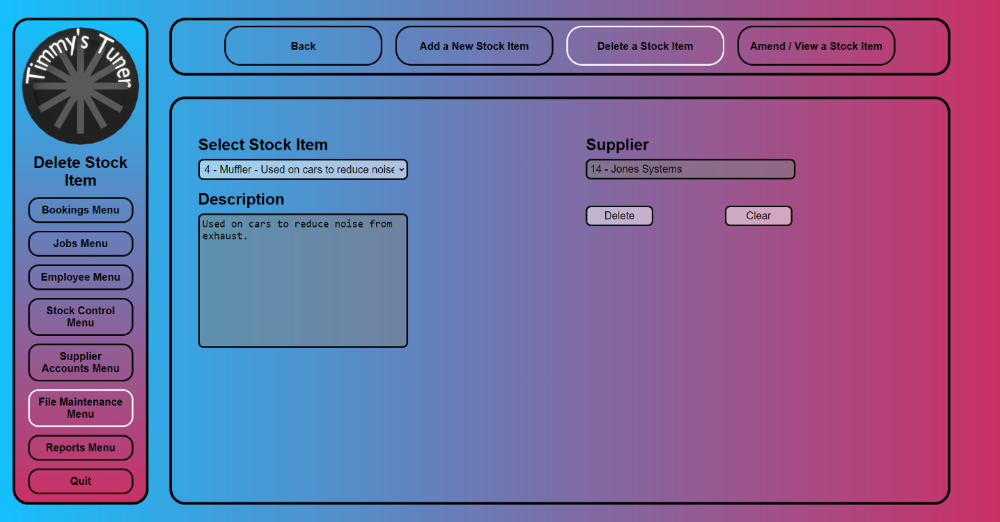 Timmy's Tuner
Delete Stock
Item
Bookings Menu
Jobs Menu
Employee Menu
Stock Control
Menu
Supplier
Accounts Menu
File Maintenance
Menu
Reports Menu
Quit
Back
Add a New Stock Item
Delete a Stock Item
Amend / View a Stock Item
Select Stock Item
4 - Muffler - Used on cars to reduce noise
Description
Used on cars to reduce noise from
exhaust.
Supplier
14 - Jones Systems
Delete
Clear